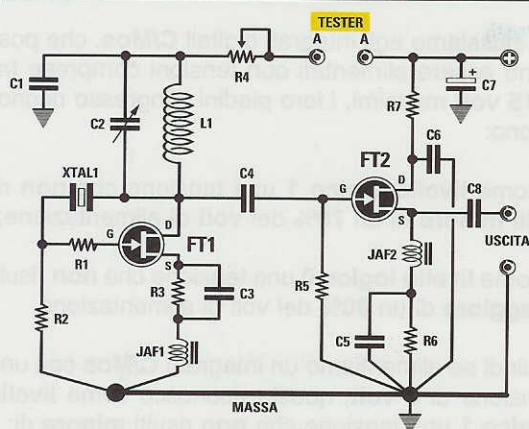 TESTER
A A
R4
C1
C7
R7
C2
L1
C6
XTAL1
C4
FT2
D
C8
G
D
G
S
FT1
R1
USCITA
S
JAF2
R3
C3
R5
R2
C5
R6
JAF1
MASSA